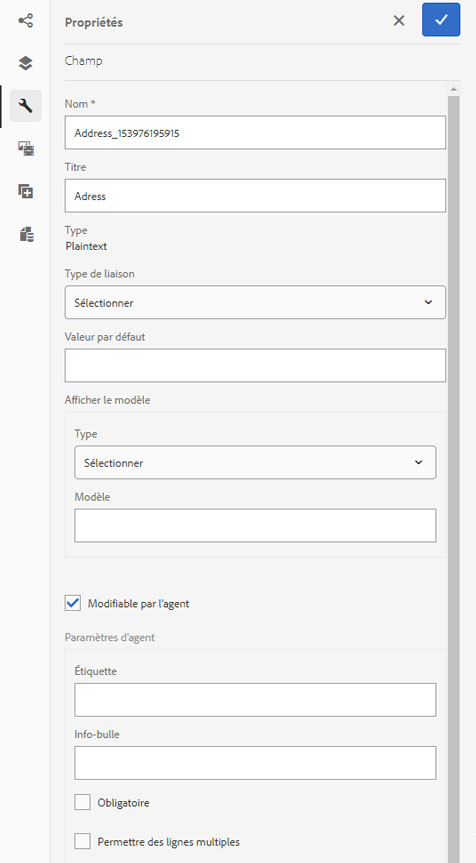 Propriétés
Champ
Nom *
Address_153976195915
Titre
Adress
Type
Plaintext
Type de liaison
Sélectionner
Valeur par défaut
Afficher le modèle
Type
Sélectionner
Modèle
Modifiable par l'agent
Paramètres d'agent
Étiquette
Info-bulle
Obligatoire
Permettre des lignes multiples